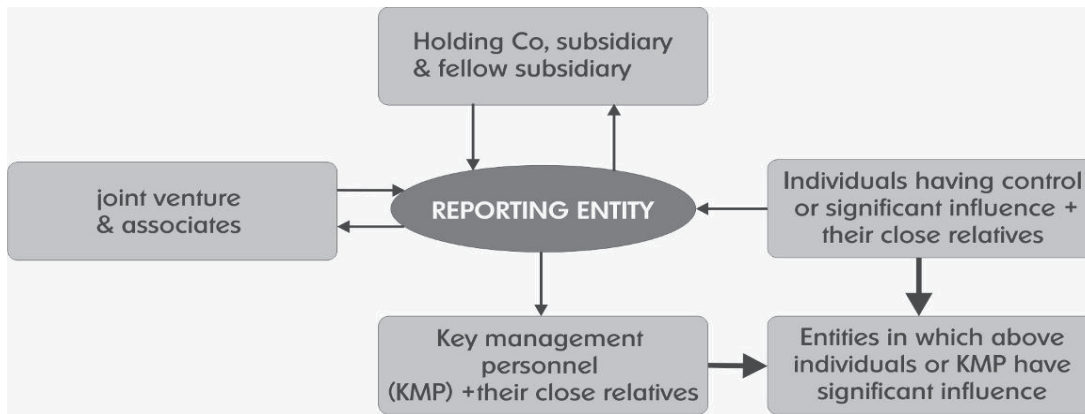 Holding Co, subsidiary
& fellow subsidiary
joint venture
& associates
REPORTING ENTITY
Individuals having control
or significant influence +
their close relatives
Key management
personnel
(KMP) +their close relatives
Entities in which above
individuals or KMP have
significant influence